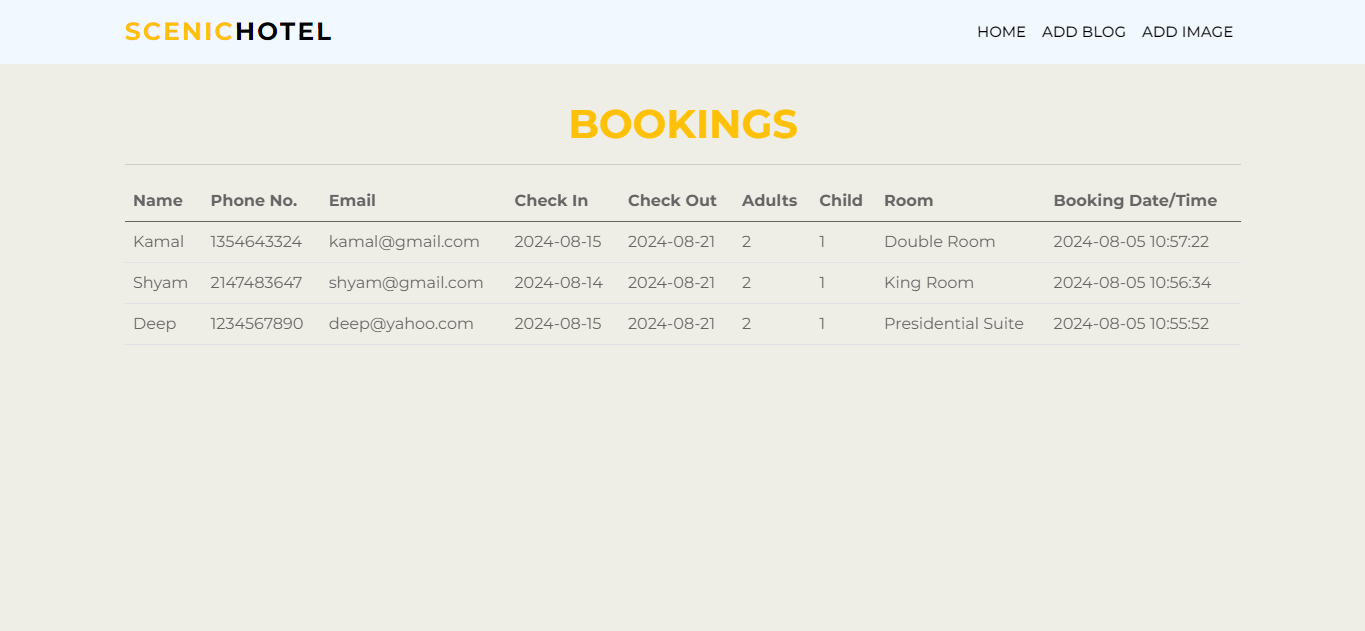 SCENICHOTEL HOME ADD BLOG ADD IMAGE
BOOKINGS
Name Phone No. Email Check In Check Out Adults Child Room Booking Date/Time
Kamal 1354643324 kamal@gmail.com 2024-08-15 2024-08-21 2 1 Double Room 2024-08-05 10:57:22
Shyam 2147483647 shyam@gmail.com 2024-08-14 2024-08-21 2 1 King Room 2024-08-05 10:56:34
Deep 1234567890 deep@yahoo.com 2024-08-15 2024-08-21 2 1 Presidential Suite 2024-08-05 10:55:52